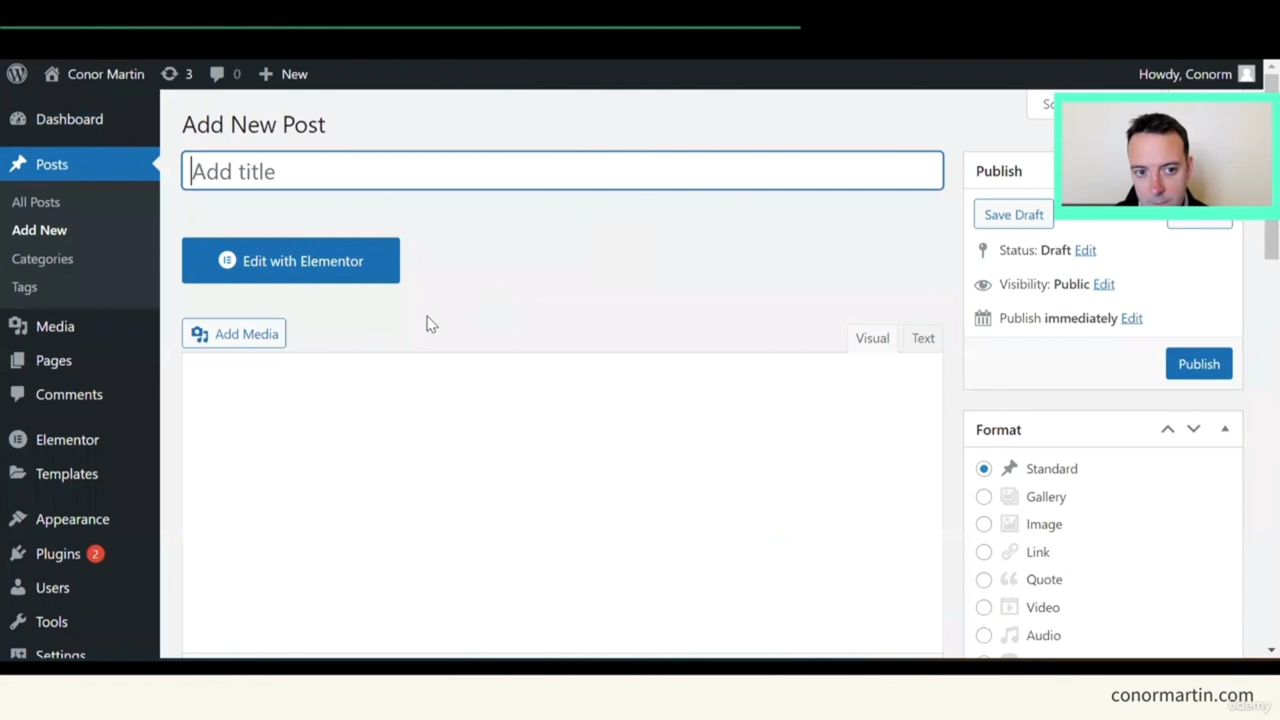 Conor Martin 3 0 New Howdy, Conorm
Dashboard
Posts
All Posts
Add New
Categories
Tags
Media
Pages
Comments
Elementor
Templates
Appearance
Plugins 2
Users
Tools
Settings
Add New Post
Add title
Edit with Elementor
Add Media
Visual Text
Publish
Save Draft
Status: Draft Edit
Visibility: Public Edit
Publish immediately Edit
Publish
Format
Standard
Gallery
Image
Link
Quote
Video
Audio
conormartin.com
udemy